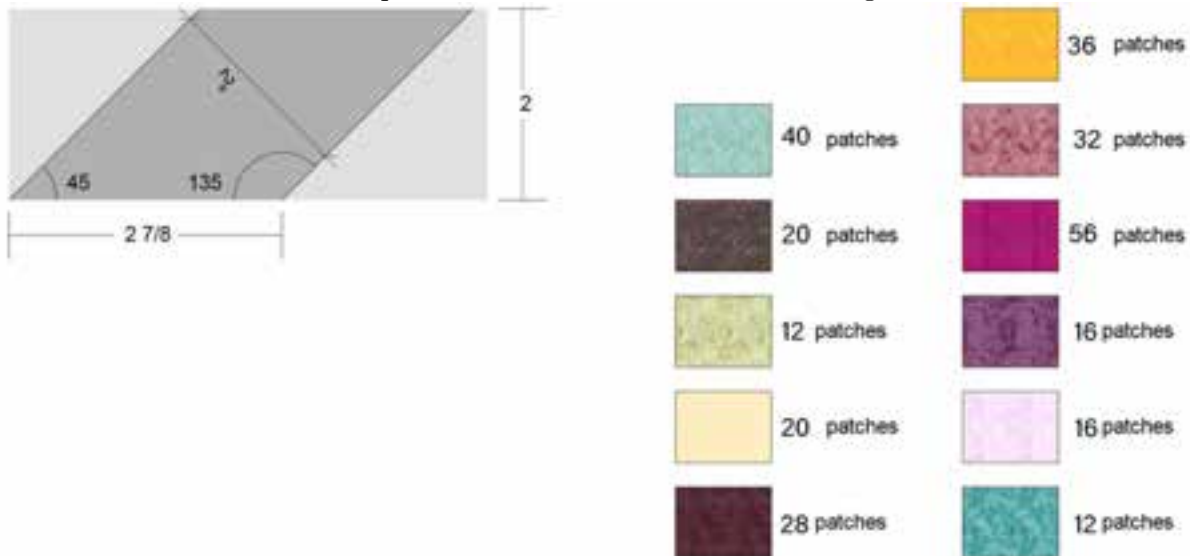 2
2
45
135
2 7/8
36 patches
40 patches
32 patches
20 patches
56 patches
12 patches
16 patches
20 patches
16 patches
28 patches
12 patches